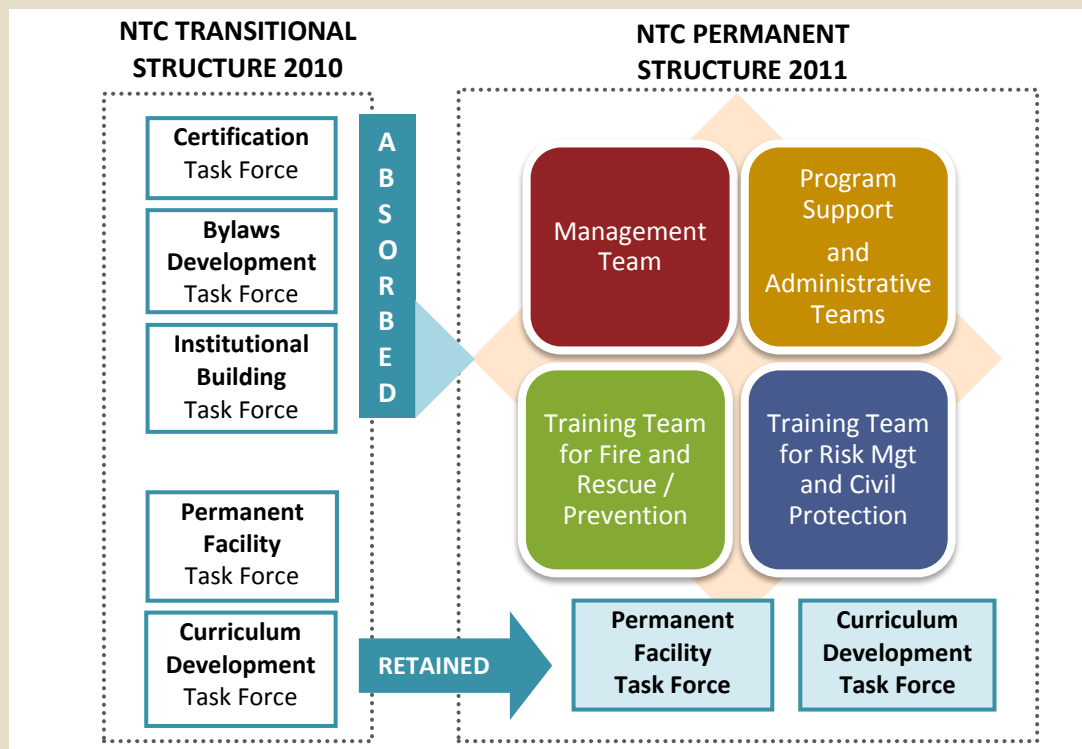 NTC TRANSITIONAL
STRUCTURE 2010
Certification
Task Force
Bylaws
Development
Task Force
Institutional
Building
Task Force
Permanent
Facility
Task Force
Curriculum
Development
Task Force
A
B
S
O
R
B
E
D
RETAINED
NTC PERMANENT
STRUCTURE 2011
Management
Team
Program
Support
and
Administrative
Teams
Training Team
for Fire and
Rescue /
Prevention
Training Team
for Risk Mgt
and Civil
Protection
Permanent
Facility
Task Force
Curriculum
Development
Task Force